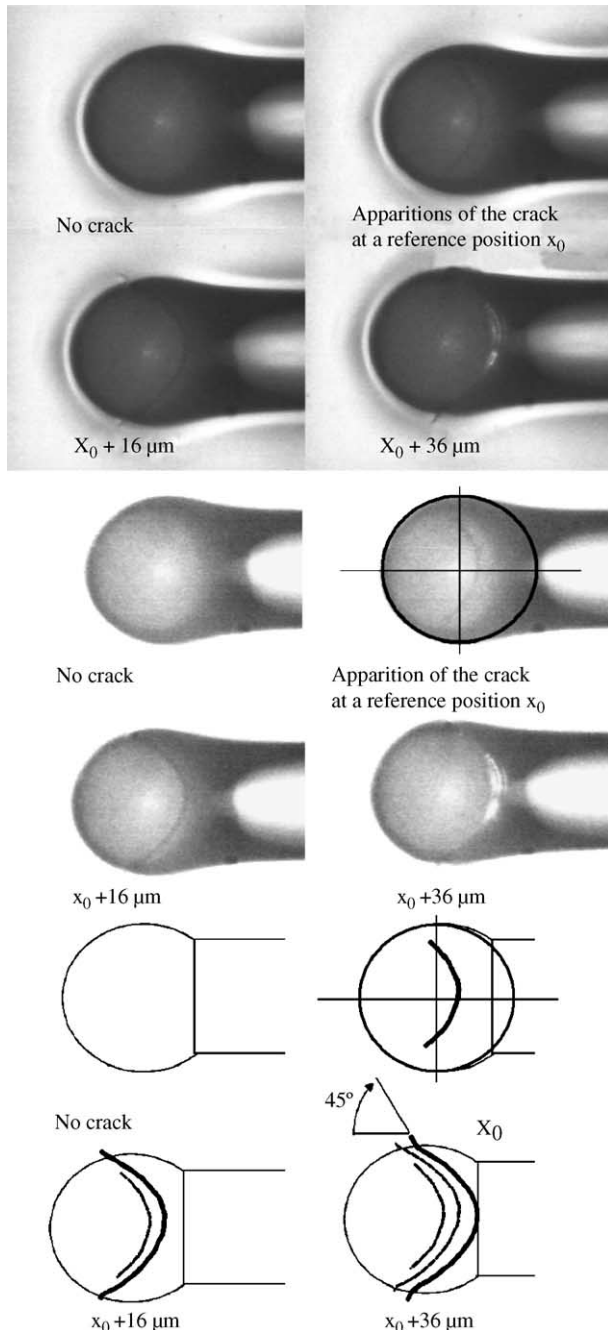 No crack
Apparitions of the crack
at a reference position x0
X0 + 16 µm
X0 + 36 µm
No crack
Apparition of the crack
at a reference position x0
x0 +16 µm
x0 +36 µm
No crack
45°
X0
x0 +16 µm
x0 +36 µm